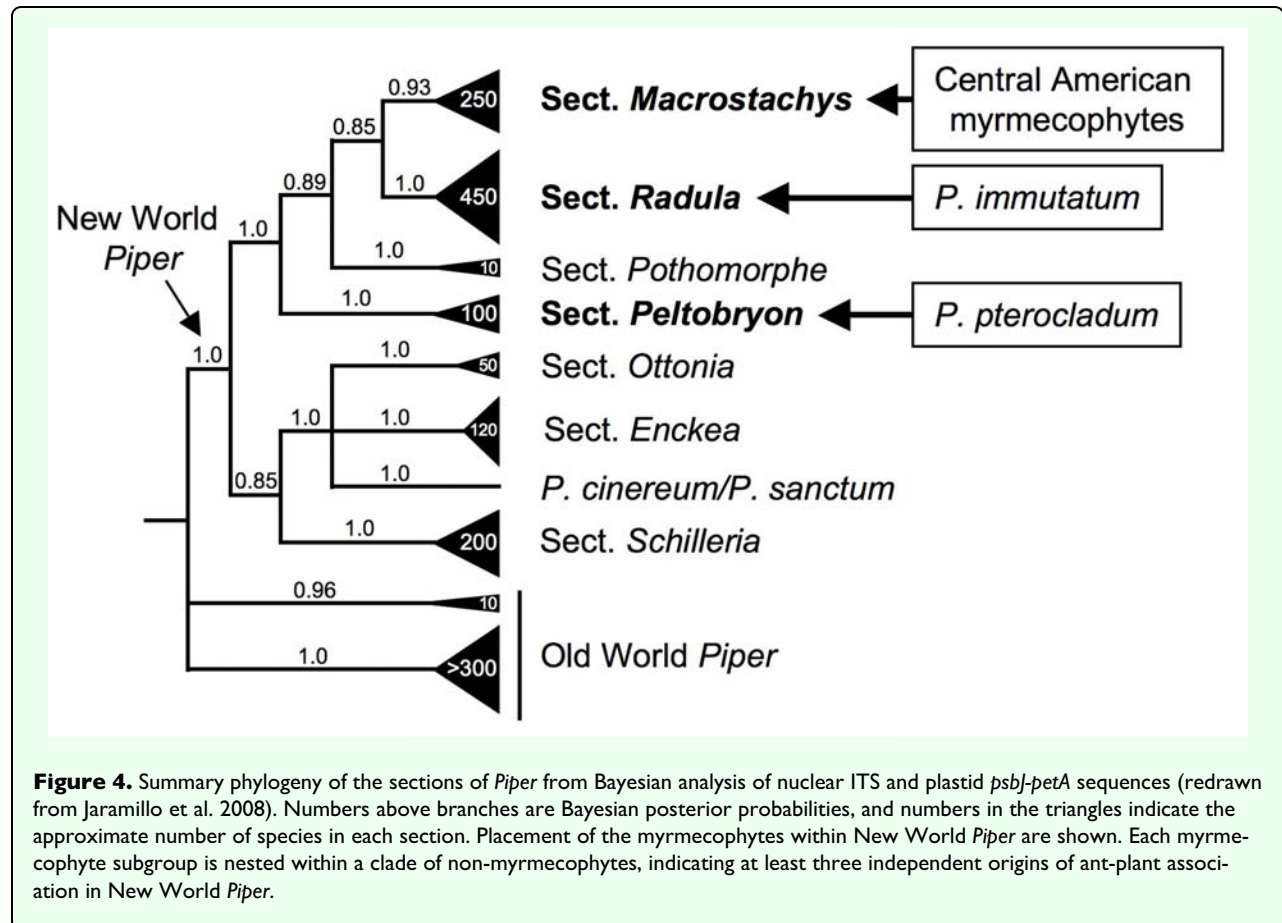 0.93
250
Sect. Macrostachys
Central American
myrmecophytes
0.85
1.0
450
Sect. Radula
P. immutatum
0.89
1.0
10
Sect. Pothomorphe
New World
Piper
1.0
1.0
100
Sect. Peltobryon
P. pterocladum
1.0
1.0
50
Sect. Ottonia
1.0
1.0
120
Sect. Enckea
0.85
1.0
P. cinereum/P. sanctum
1.0
200
Sect. Schilleria
0.96
10
1.0
>300
Old World Piper
Figure 4. Summary phylogeny of the sections of Piper from Bayesian analysis of nuclear ITS and plastid psbJ-petA sequences (redrawn
from Jaramillo et al. 2008). Numbers above branches are Bayesian posterior probabilities, and numbers in the triangles indicate the
approximate number of species in each section. Placement of the myrmecophytes within New World Piper are shown. Each myrme-
cophyte subgroup is nested within a clade of non-myrmecophytes, indicating at least three independent origins of ant-plant associ-
ation in New World Piper.